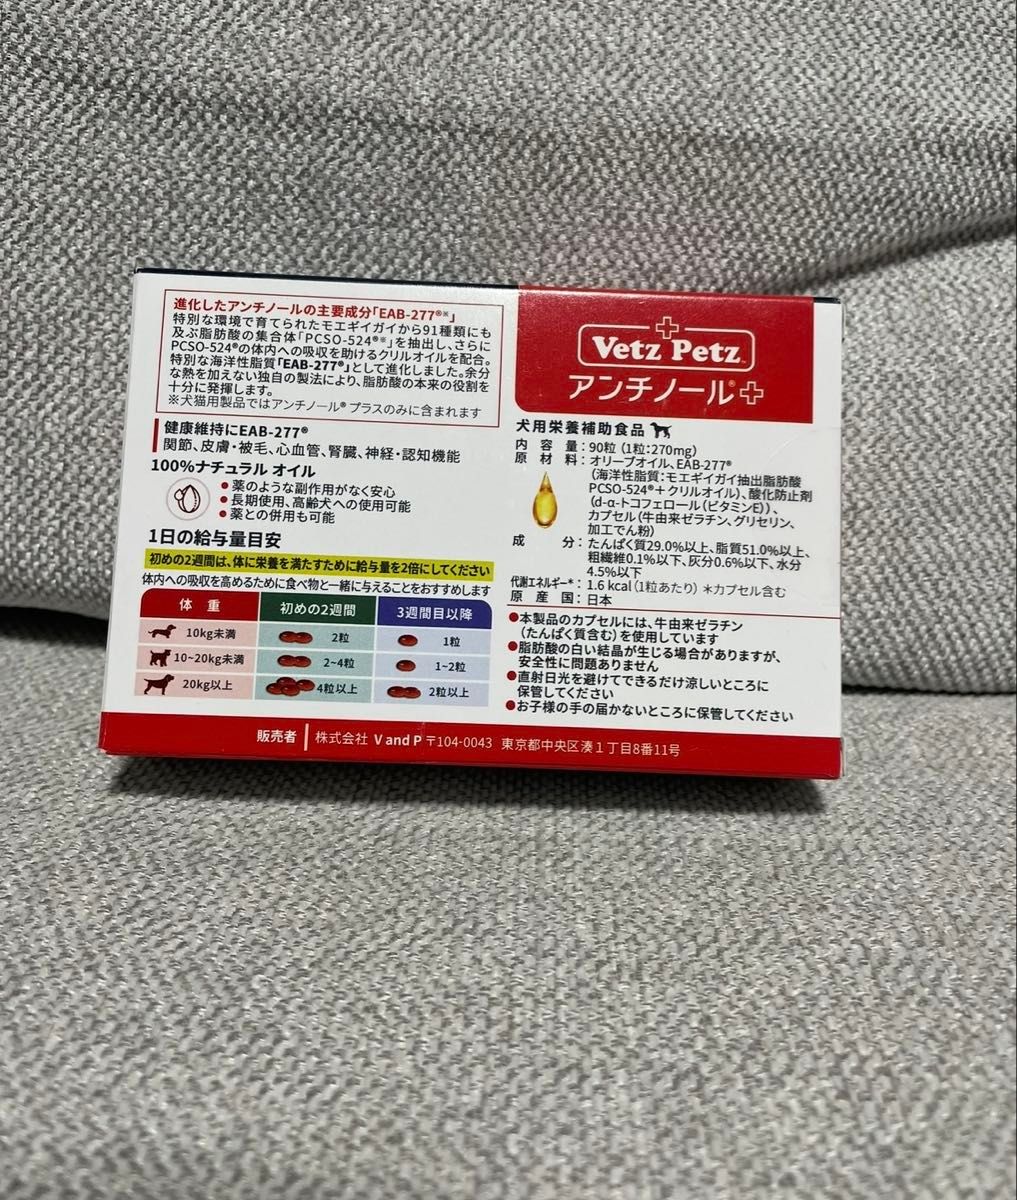 進化したアンチノールの主要成分「EAB-277®※」
特別な環境で育てられたモエギイガイから91種類にも
及ぶ脂肪酸の集合体「PCSO-524®※」を抽出し、さらに
PCSO-524®の体内への吸収を助けるクリルオイルを配合。
特別な海洋性脂質「EAB-277®」として進化しました。余分
な熱を加えない独自の製法により、脂肪酸の本来の役割を
十分に発揮します。
※犬猫用製品ではアンチノール® プラスのみに含まれます
健康維持にEAB-277®
関節、皮膚・被毛、心血管、腎臓、神経・認知機能
100%ナチュラル オイル
●薬のような副作用がなく安心
●長期使用、高齢犬への使用可能
●薬との併用も可能
1日の給与量目安
初めの2週間は、体に栄養を満たすために給与量を2倍にしてください
体内への吸収を高めるために食べ物と一緒に与えることをおすすめします
体 重 初めの2週間 3週間目以降
10kg未満 2粒 1粒
10~20kg未満 2~4粒 1~2粒
20kg以上 4粒以上 2粒以上
Vetz Petz
アンチノール®+
犬用栄養補助食品
内容量:90粒(1粒:270mg)
原材料:オリーブオイル、EAB-277®
(海洋性脂質:モエギイガイ抽出脂肪酸
PCSO-524®+クリルオイル)、酸化防止剤
(d-α-トコフェロール(ビタミンE))、
カプセル(牛由来ゼラチン、グリセリン、
加工でん粉)
成分:たんぱく質29.0%以上、脂質51.0%以上、
粗繊維0.1%以下、灰分0.6%以下、水分
4.5%以下
代謝エネルギー*:1.6 kcal(1粒あたり)*カプセル含む
原産国:日本
●本製品のカプセルには、牛由来ゼラチン
(たんぱく質含む)を使用しています
●脂肪酸の白い結晶が生じる場合がありますが、
安全性に問題ありません
●直射日光を避けてできるだけ涼しいところに
保管してください
●お子様の手の届かないところに保管してください
販売者 株式会社 V and P 〒104-0043 東京都中央区湊1丁目8番11号